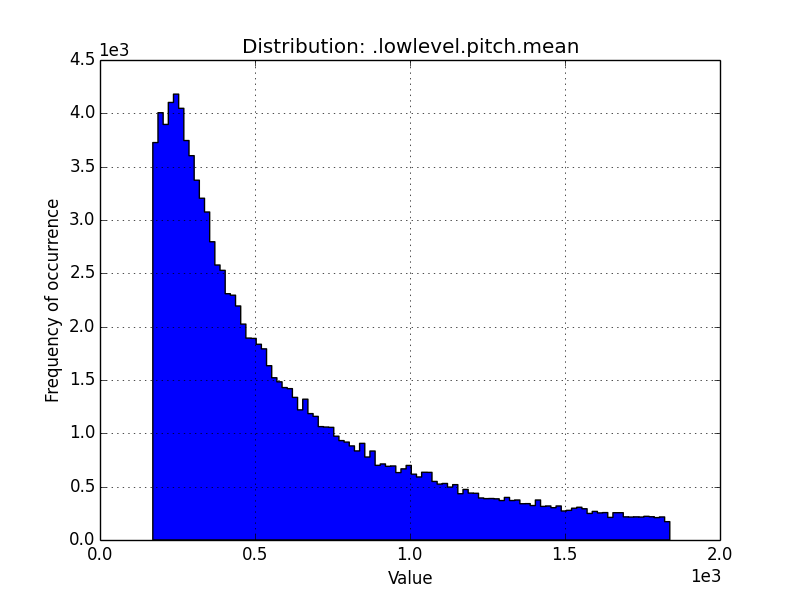 Distribution: .lowlevel.pitch.mean
1e3
4.5
4.0
3.5
3.0
2.5
2.0
1.5
1.0
0.5
0.0
Frequency of occurrence
0.0 0.5 1.0 1.5 2.0
Value
1e3